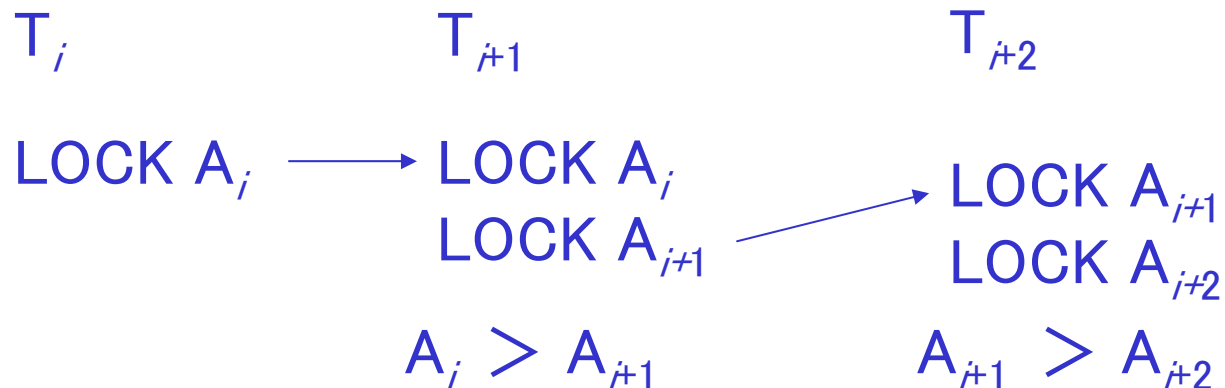 Tᵢ Tᵢ₊₁ Tᵢ₊₂
LOCK Aᵢ LOCK Aᵢ LOCK Aᵢ₊₁
LOCK Aᵢ₊₁ LOCK Aᵢ₊₂
Aᵢ > Aᵢ₊₁ Aᵢ₊₁ > Aᵢ₊₂